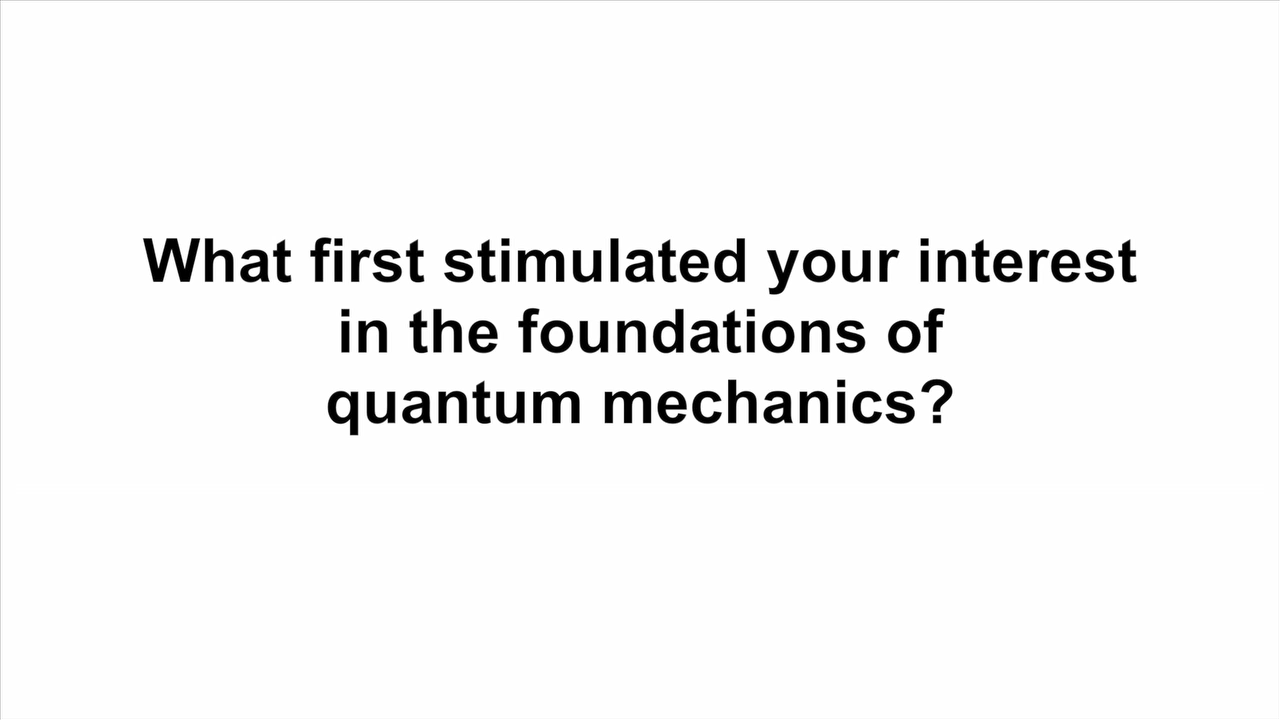 What first stimulated your interest
in the foundations of
quantum mechanics?